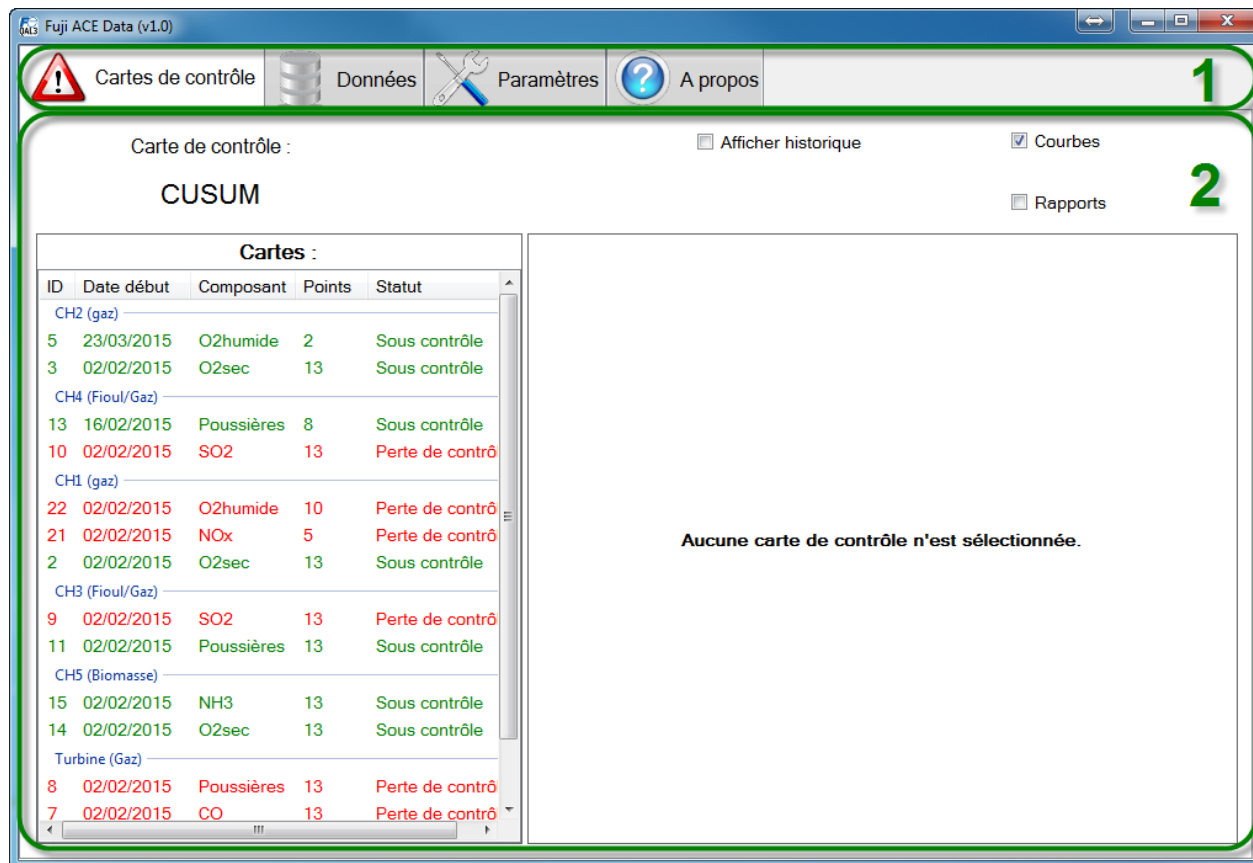 QAL3 Fuji ACE Data (v1.0)
Cartes de contrôle Données Paramètres A propos 1
Carte de contrôle : Afficher historique Courbes
CUSUM Rapports 2
Cartes :
ID Date début Composant Points Statut
CH2 (gaz)
5 23/03/2015 O2humide 2 Sous contrôle
3 02/02/2015 O2sec 13 Sous contrôle
CH4 (Fioul/Gaz)
13 16/02/2015 Poussières 8 Sous contrôle
10 02/02/2015 SO2 13 Perte de contrô
CH1 (gaz)
22 02/02/2015 O2humide 10 Perte de contrô
21 02/02/2015 NOx 5 Perte de contrô
2 02/02/2015 O2sec 13 Sous contrôle
CH3 (Fioul/Gaz)
9 02/02/2015 SO2 13 Perte de contrô
11 02/02/2015 Poussières 13 Sous contrôle
CH5 (Biomasse)
15 02/02/2015 NH3 13 Sous contrôle
14 02/02/2015 O2sec 13 Sous contrôle
Turbine (Gaz)
8 02/02/2015 Poussières 13 Perte de contrô
7 02/02/2015 CO 13 Perte de contrô
Aucune carte de contrôle n'est sélectionnée.